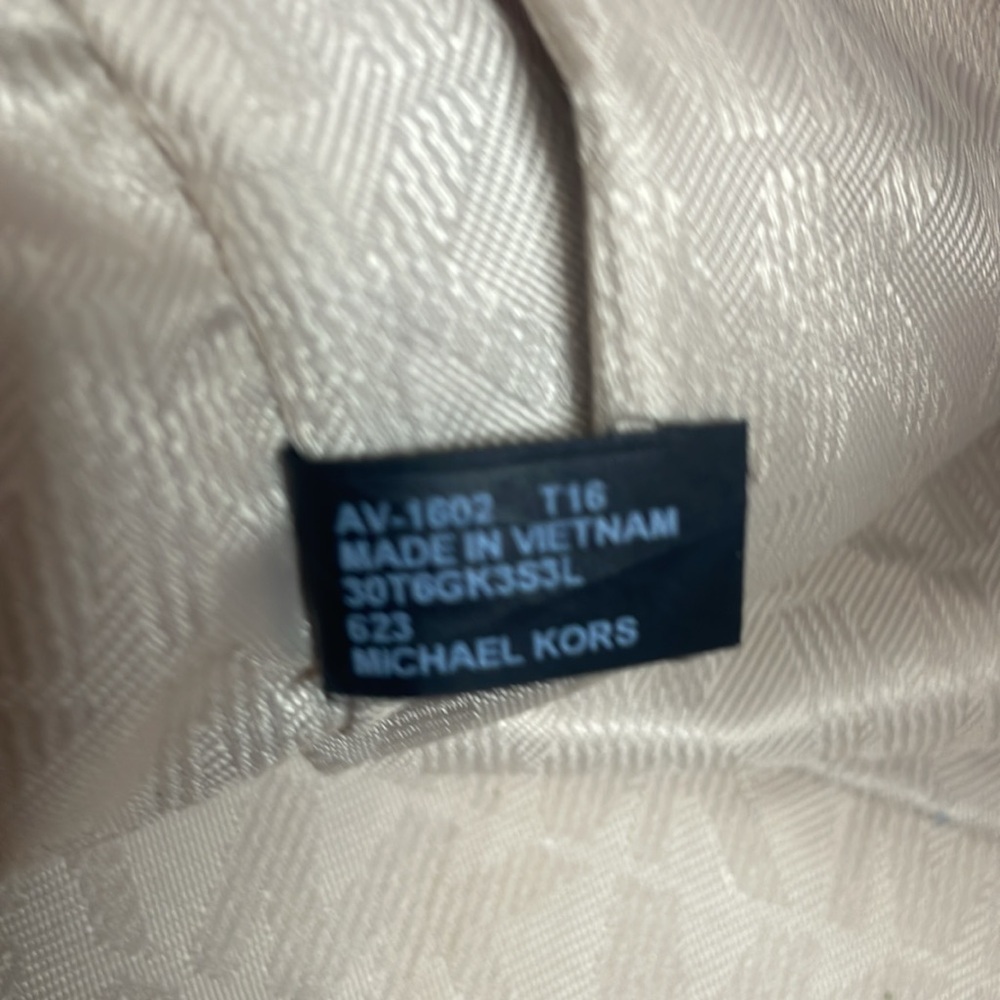 AV-1602 T16
MADE IN VIETNAM
30T6GK3S3L
623
MICHAEL KORS